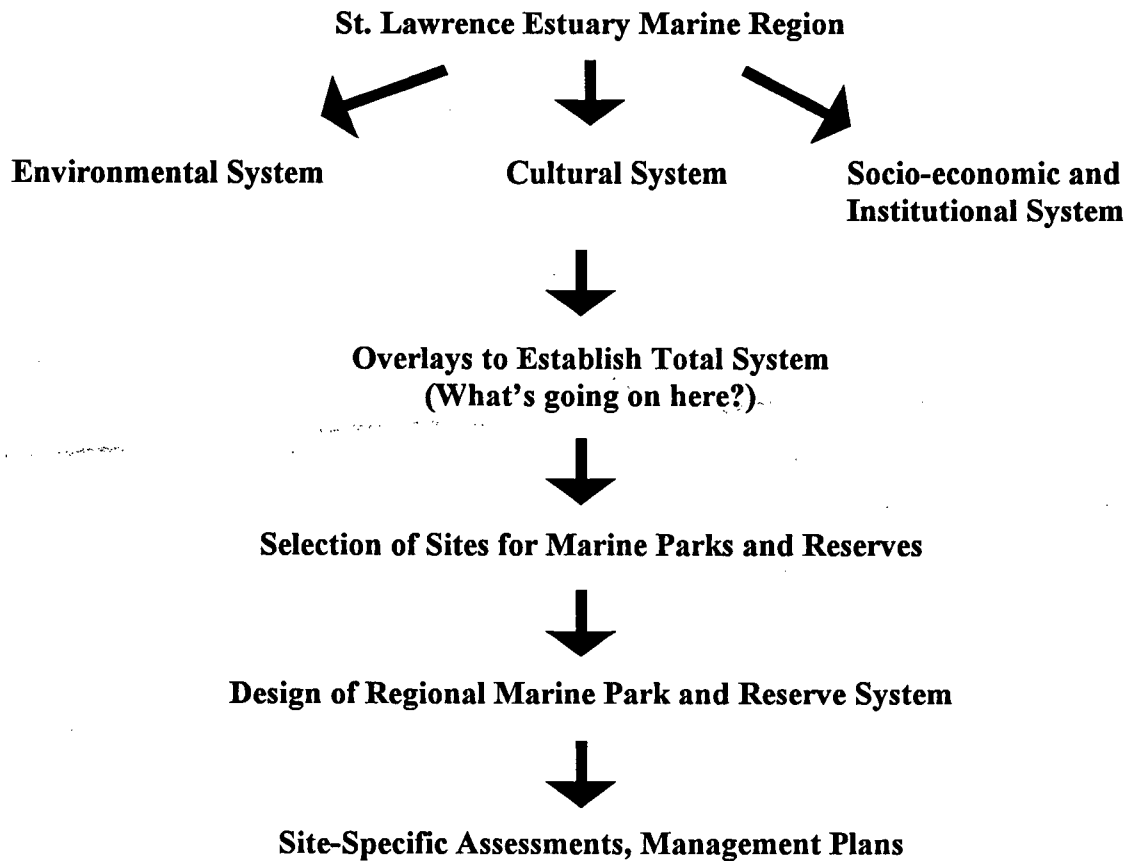 St. Lawrence Estuary Marine Region
Environmental System
Cultural System
Socio-economic and
Institutional System
Overlays to Establish Total System
(What's going on here?)
Selection of Sites for Marine Parks and Reserves
Design of Regional Marine Park and Reserve System
Site-Specific Assessments, Management Plans